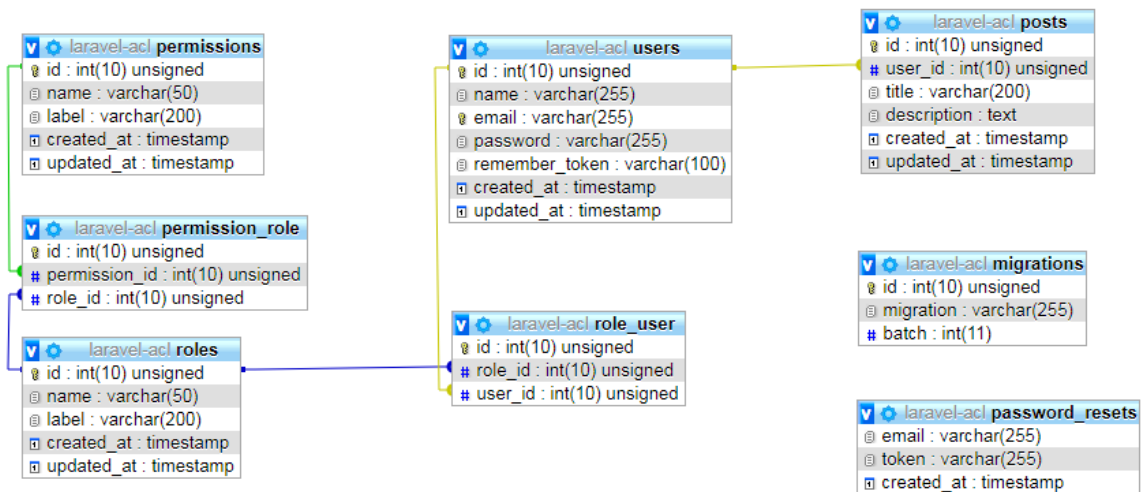 laravel-acl permissions
id : int(10) unsigned
name : varchar(50)
label : varchar(200)
created_at : timestamp
updated_at : timestamp
laravel-acl permission_role
id : int(10) unsigned
permission_id : int(10) unsigned
role_id : int(10) unsigned
laravel-acl roles
id : int(10) unsigned
name : varchar(50)
label : varchar(200)
created_at : timestamp
updated_at : timestamp
laravel-acl users
id : int(10) unsigned
name : varchar(255)
email : varchar(255)
password : varchar(255)
remember_token : varchar(100)
created_at : timestamp
updated_at : timestamp
laravel-acl role_user
id : int(10) unsigned
# role_id : int(10) unsigned
# user_id : int(10) unsigned
laravel-acl posts
id : int(10) unsigned
# user_id : int(10) unsigned
title : varchar(200)
description : text
created_at : timestamp
updated_at : timestamp
laravel-acl migrations
id : int(10) unsigned
migration : varchar(255)
# batch : int(11)
laravel-acl password_resets
email : varchar(255)
token : varchar(255)
created_at : timestamp